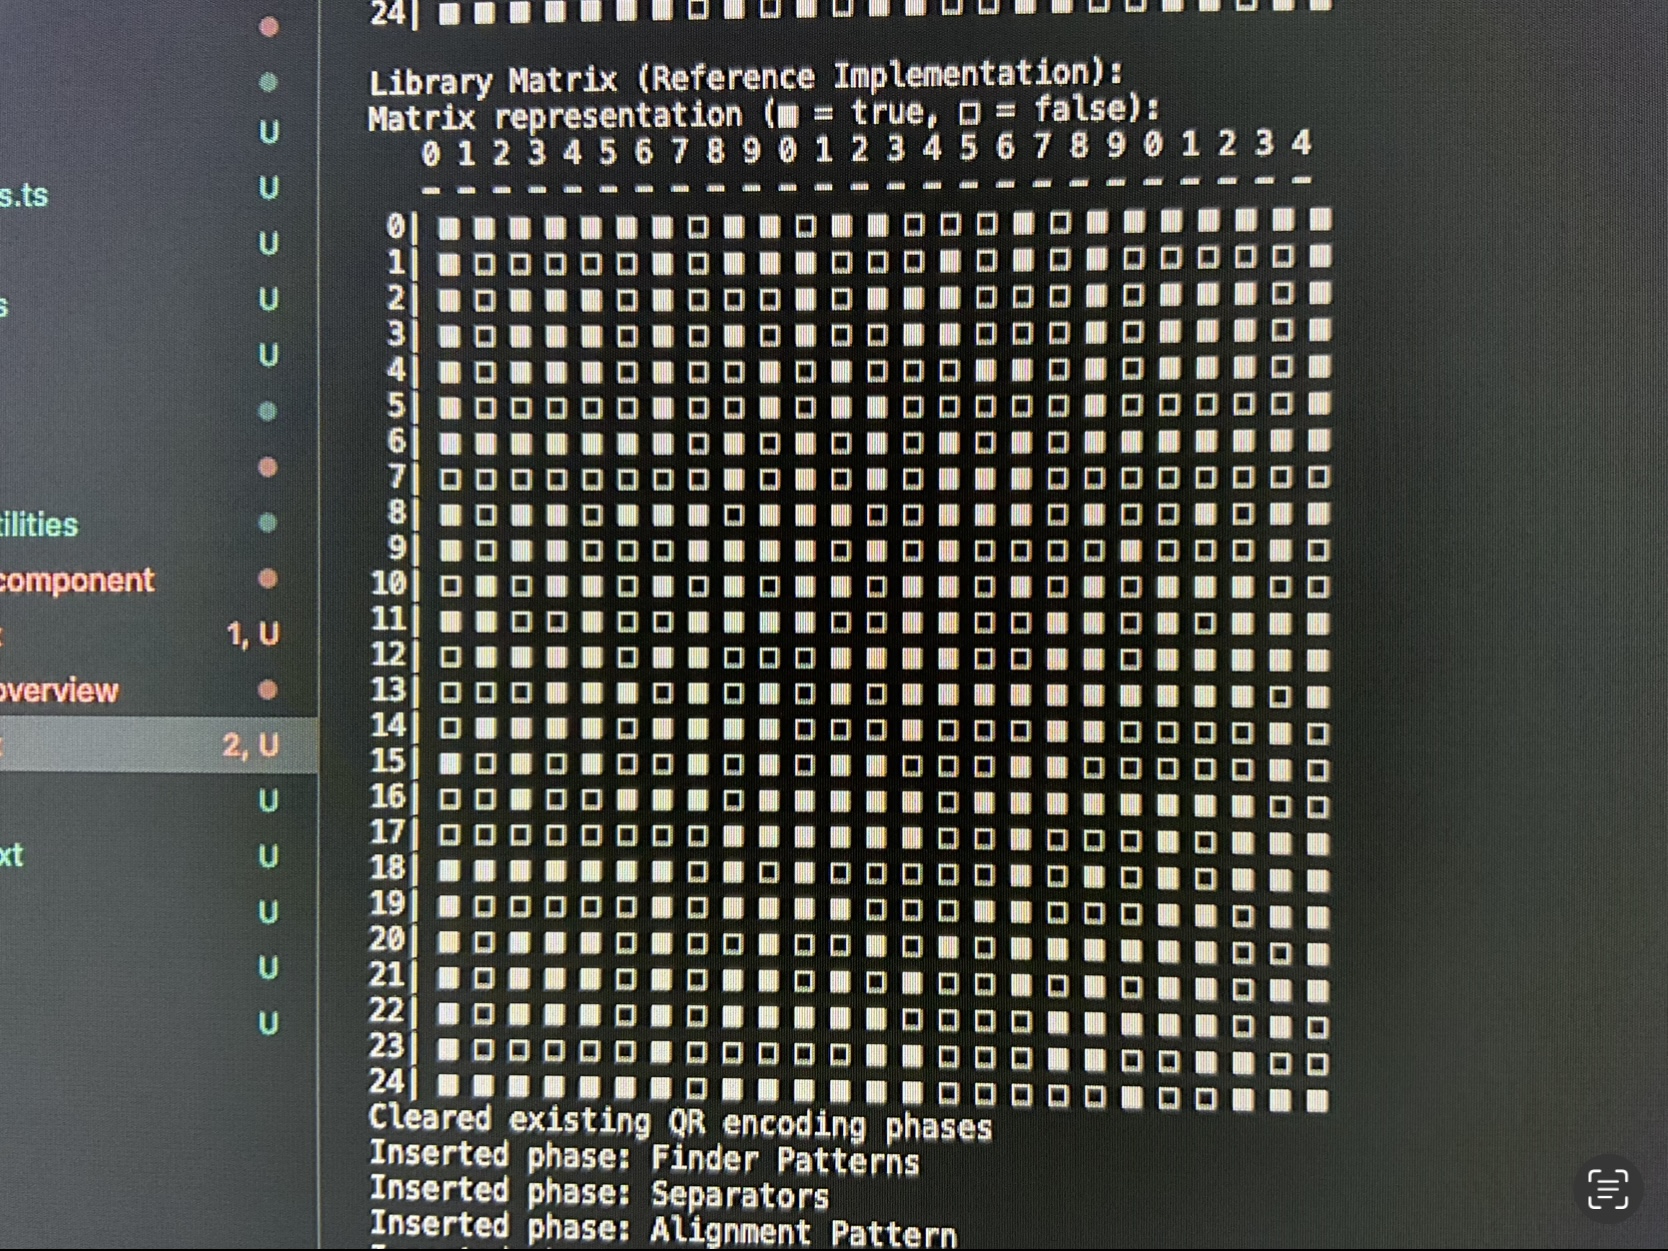 U
s.ts U
U
s U
U
tilities
component
1, U
overview
2, U
U
xt U
U
U
U
24| ■ ■ ■ ■ ■ ■ ■ □ ■ □ ■ □ ■ ■ □ □ ■ ■ □ □ ■ ■ □ ■ ■
Library Matrix (Reference Implementation):
Matrix representation (■ = true, □ = false):
0 1 2 3 4 5 6 7 8 9 0 1 2 3 4 5 6 7 8 9 0 1 2 3 4
- - - - - - - - - - - - - - - - - - - - - - - - -
0| ■ ■ ■ ■ ■ ■ ■ □ ■ ■ □ ■ ■ □ □ □ ■ □ ■ ■ ■ ■ ■ ■ ■
1| ■ □ □ □ □ □ ■ □ ■ ■ ■ □ □ □ ■ □ ■ □ ■ □ □ □ □ □ ■
2| ■ □ ■ ■ ■ □ ■ □ □ □ ■ □ ■ ■ ■ □ □ □ ■ □ ■ ■ ■ □ ■
3| ■ □ ■ ■ ■ □ ■ □ ■ □ ■ □ □ ■ ■ □ □ □ ■ □ ■ ■ ■ □ ■
4| ■ □ ■ ■ ■ □ ■ □ □ ■ □ ■ □ □ □ ■ ■ □ ■ □ ■ ■ ■ □ ■
5| ■ □ □ □ □ □ ■ □ □ ■ □ ■ ■ □ □ □ □ □ ■ □ □ □ □ □ ■
6| ■ ■ ■ ■ ■ ■ ■ □ ■ □ ■ □ ■ □ ■ □ ■ □ ■ ■ ■ ■ ■ ■ ■
7| □ □ □ □ □ □ □ □ ■ □ ■ □ ■ □ ■ ■ ■ □ □ □ □ □ □ □ □
8| ■ □ ■ ■ □ ■ ■ ■ □ ■ ■ ■ □ □ ■ ■ ■ □ ■ □ □ ■ □ ■ ■
9| ■ □ ■ ■ □ □ □ ■ ■ ■ ■ □ ■ □ ■ □ □ □ □ ■ □ □ □ ■ □
10| □ ■ □ ■ ■ □ ■ □ ■ □ ■ ■ □ ■ ■ □ ■ □ ■ □ ■ ■ ■ □ □
11| ■ ■ □ □ ■ □ □ ■ ■ ■ ■ □ □ ■ ■ □ □ ■ ■ □ ■ □ ■ ■ ■
12| □ ■ ■ ■ ■ □ ■ ■ □ □ □ ■ ■ ■ ■ □ □ ■ ■ □ ■ ■ ■ ■ ■
13| □ □ □ ■ ■ ■ □ ■ □ ■ □ ■ □ ■ ■ ■ ■ ■ ■ ■ ■ ■ ■ □ ■
14| □ ■ ■ ■ ■ □ ■ ■ ■ ■ □ □ □ ■ □ □ □ ■ ■ □ □ □ □ ■ □
15| ■ □ ■ □ ■ □ □ ■ □ ■ □ ■ ■ □ □ □ ■ ■ □ □ □ □ □ ■ □
16| □ □ ■ □ □ ■ ■ ■ □ ■ ■ ■ ■ ■ □ ■ ■ ■ ■ ■ ■ ■ ■ □ □
17| □ □ □ □ □ □ □ □ ■ ■ ■ ■ ■ ■ □ □ ■ □ □ □ ■ □ ■ ■ ■
18| ■ ■ ■ ■ ■ ■ ■ □ ■ □ ■ □ □ □ □ □ ■ □ ■ □ ■ □ ■ ■ ■
19| ■ □ □ □ □ □ ■ □ ■ ■ ■ ■ □ □ □ ■ ■ □ □ □ ■ ■ □ ■ ■
20| ■ □ ■ ■ ■ □ ■ □ □ ■ □ □ ■ □ ■ □ ■ ■ ■ ■ ■ ■ □ □ ■
21| ■ □ ■ ■ ■ □ ■ □ ■ ■ □ ■ □ ■ □ □ ■ □ ■ □ ■ ■ □ ■ ■
22| ■ □ ■ ■ ■ □ ■ □ ■ ■ ■ ■ ■ □ □ □ □ ■ ■ ■ ■ ■ □ ■ □
23| ■ □ □ □ □ □ ■ □ □ □ □ □ ■ ■ □ □ □ ■ ■ □ □ ■ ■ □ □
24| ■ ■ ■ ■ ■ ■ ■ □ ■ ■ ■ ■ ■ ■ □ □ □ □ □ ■ □ □ ■ ■ ■
Cleared existing QR encoding phases
Inserted phase: Finder Patterns
Inserted phase: Separators
Inserted phase: Alignment Pattern